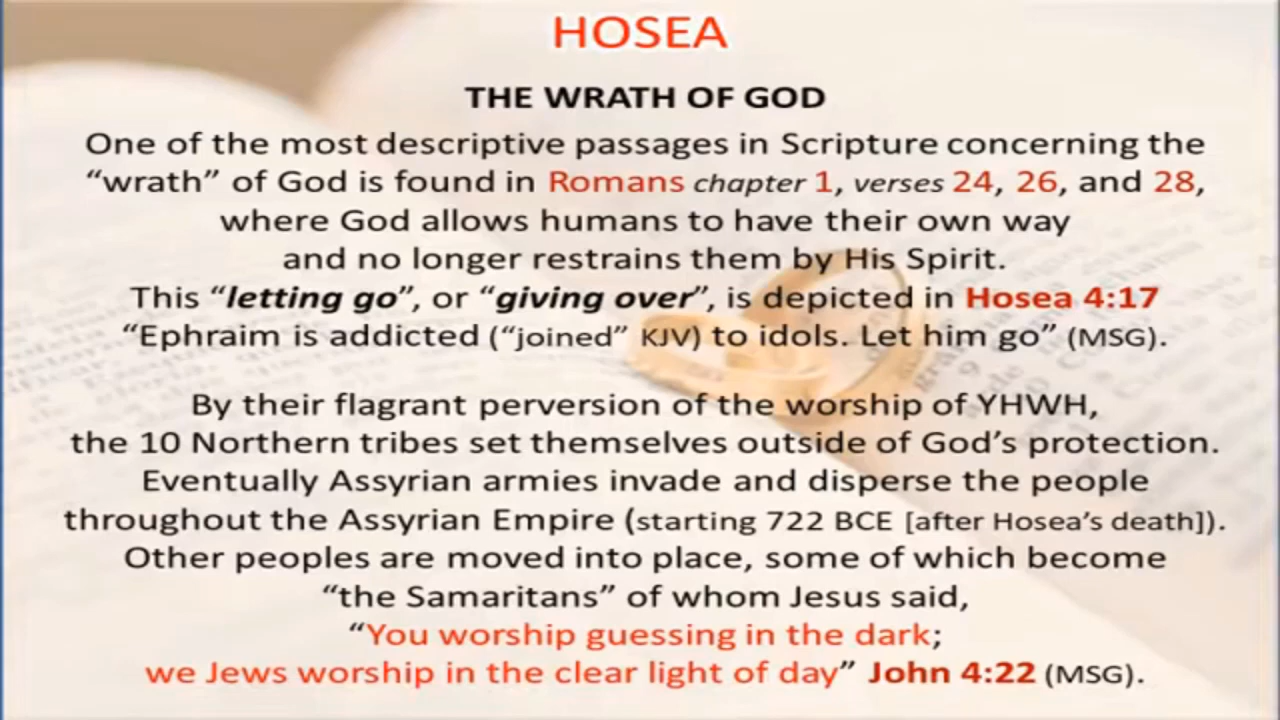 HOSEA
THE WRATH OF GOD
One of the most descriptive passages in Scripture concerning the
“wrath” of God is found in Romans chapter 1, verses 24, 26, and 28,
where God allows humans to have their own way
and no longer restrains them by His Spirit.
This “letting go”, or “giving over”, is depicted in Hosea 4:17
“Ephraim is addicted (“joined” KJV) to idols. Let him go” (MSG).
By their flagrant perversion of the worship of YHWH,
the 10 Northern tribes set themselves outside of God’s protection.
Eventually Assyrian armies invade and disperse the people
throughout the Assyrian Empire (starting 722 BCE [after Hosea’s death]).
Other peoples are moved into place, some of which become
“the Samaritans” of whom Jesus said,
“You worship guessing in the dark;
we Jews worship in the clear light of day” John 4:22 (MSG).